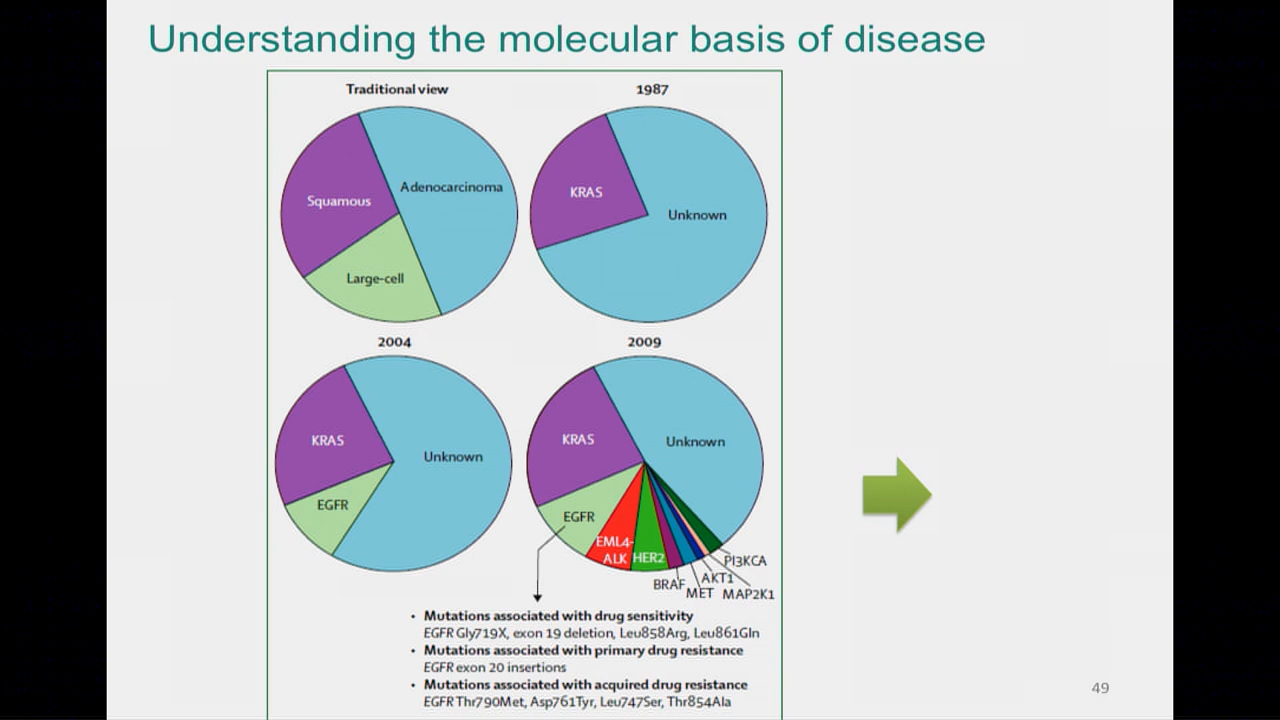 Understanding the molecular basis of disease
Traditional view
1987
Squamous
Adenocarcinoma
Large-cell
KRAS
Unknown
2004
2009
KRAS
Unknown
EGFR
KRAS
Unknown
EGFR
EML4-
ALK
HER2
BRAF
MET
AKT1
MAP2K1
PI3KCA
• Mutations associated with drug sensitivity
EGFR Gly719X, exon 19 deletion, Leu858Arg, Leu861Gln
• Mutations associated with primary drug resistance
EGFR exon 20 insertions
• Mutations associated with acquired drug resistance
EGFR Thr790Met, Asp761Tyr, Leu747Ser, Thr854Ala
49